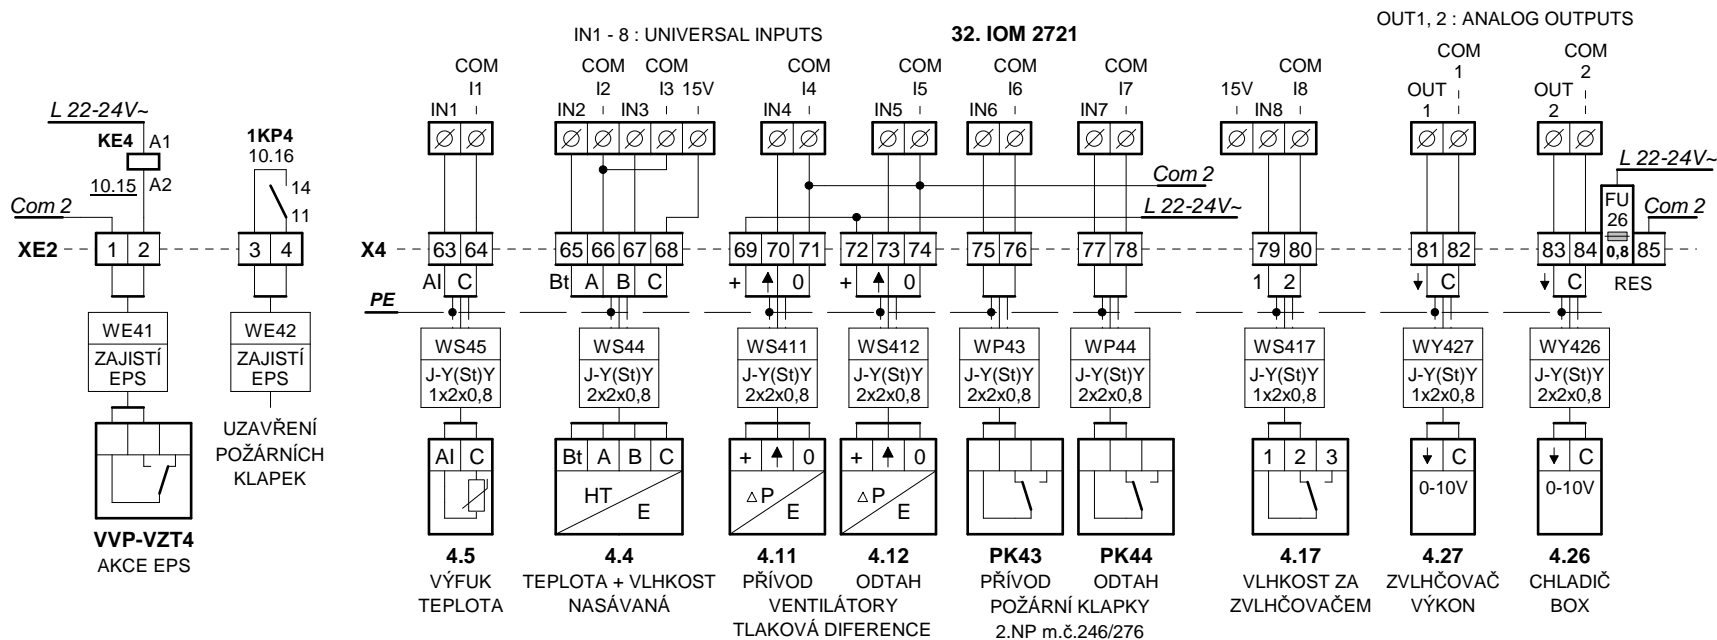 OUT1, 2 : ANALOG OUTPUTS
IN1 - 8 : UNIVERSAL INPUTS 32. IOM 2721
COM COM COM COM COM COM COM COM COM 1 COM 2
I1 I2 I3 15V I4 I5 I6 I7 15V I8 OUT 1 OUT 2
IN1 IN2 IN3 IN4 IN5 IN6 IN7 IN8
L 22-24V~
KE4 A1 1KP4
10.16
10.15 A2 14
11
Com 2
Com 2
L 22-24V~
L 22-24V~
FU
26
0,8
Com 2
XE2 1 2 3 4 X4 63 64 65 66 67 68 69 70 71 72 73 74 75 76 77 78 79 80 81 82 83 84 85
AI C Bt A B C + 0 + 0 1 2 C C RES
PE
WE41 WE42 WS45 WS44 WS411 WS412 WP43 WP44 WS417 WY427 WY426
ZAJISTÍ ZAJISTÍ J-Y(St)Y J-Y(St)Y J-Y(St)Y J-Y(St)Y J-Y(St)Y J-Y(St)Y J-Y(St)Y J-Y(St)Y J-Y(St)Y
EPS EPS 1x2x0,8 2x2x0,8 2x2x0,8 2x2x0,8 2x2x0,8 2x2x0,8 2x2x0,8 1x2x0,8 2x2x0,8
UZAVŘENÍ
POŽÁRNÍCH
KLAPEK
AI C Bt A B C + 0 + 0 1 2 3 C C
HT E △P E △P E 0-10V 0-10V
VVP-VZT4 4.5 4.4 4.11 4.12 PK43 PK44 4.17 4.27 4.26
AKCE EPS
VÝFUK TEPLOTA + VLHKOST PŘÍVOD ODTAH PŘÍVOD ODTAH VLHKOST ZA ZVLHČOVAČ CHLADIČ
TEPLOTA NASÁVANÁ VENTILÁTORY POŽÁRNÍ KLAPKY ZVLHČOVAČEM VÝKON BOX
TLAKOVÁ DIFERENCE 2.NP m.č.246/276